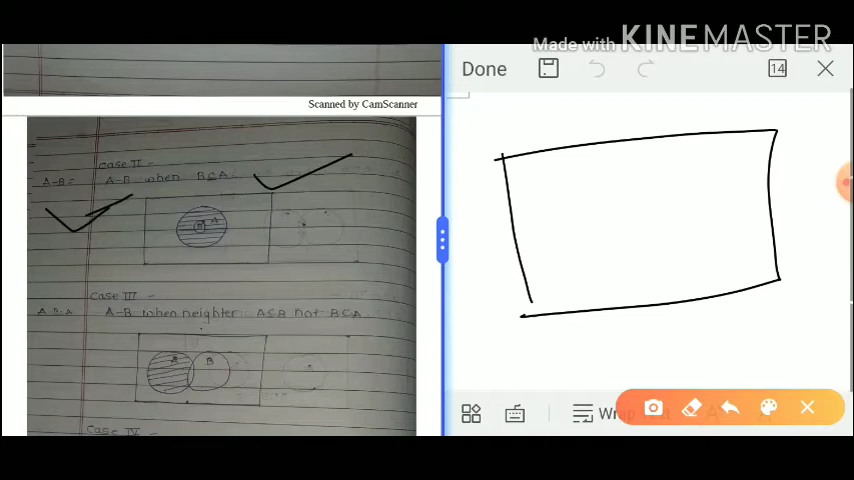 Made with KINEMASTER
Done
14
Scanned by CamScanner
Case II -
A-B = A-B when B⊆A.
B A
Case III -
A-B when neighter A⊆B not B⊆A.
A B
Case IV -
Wrap Text